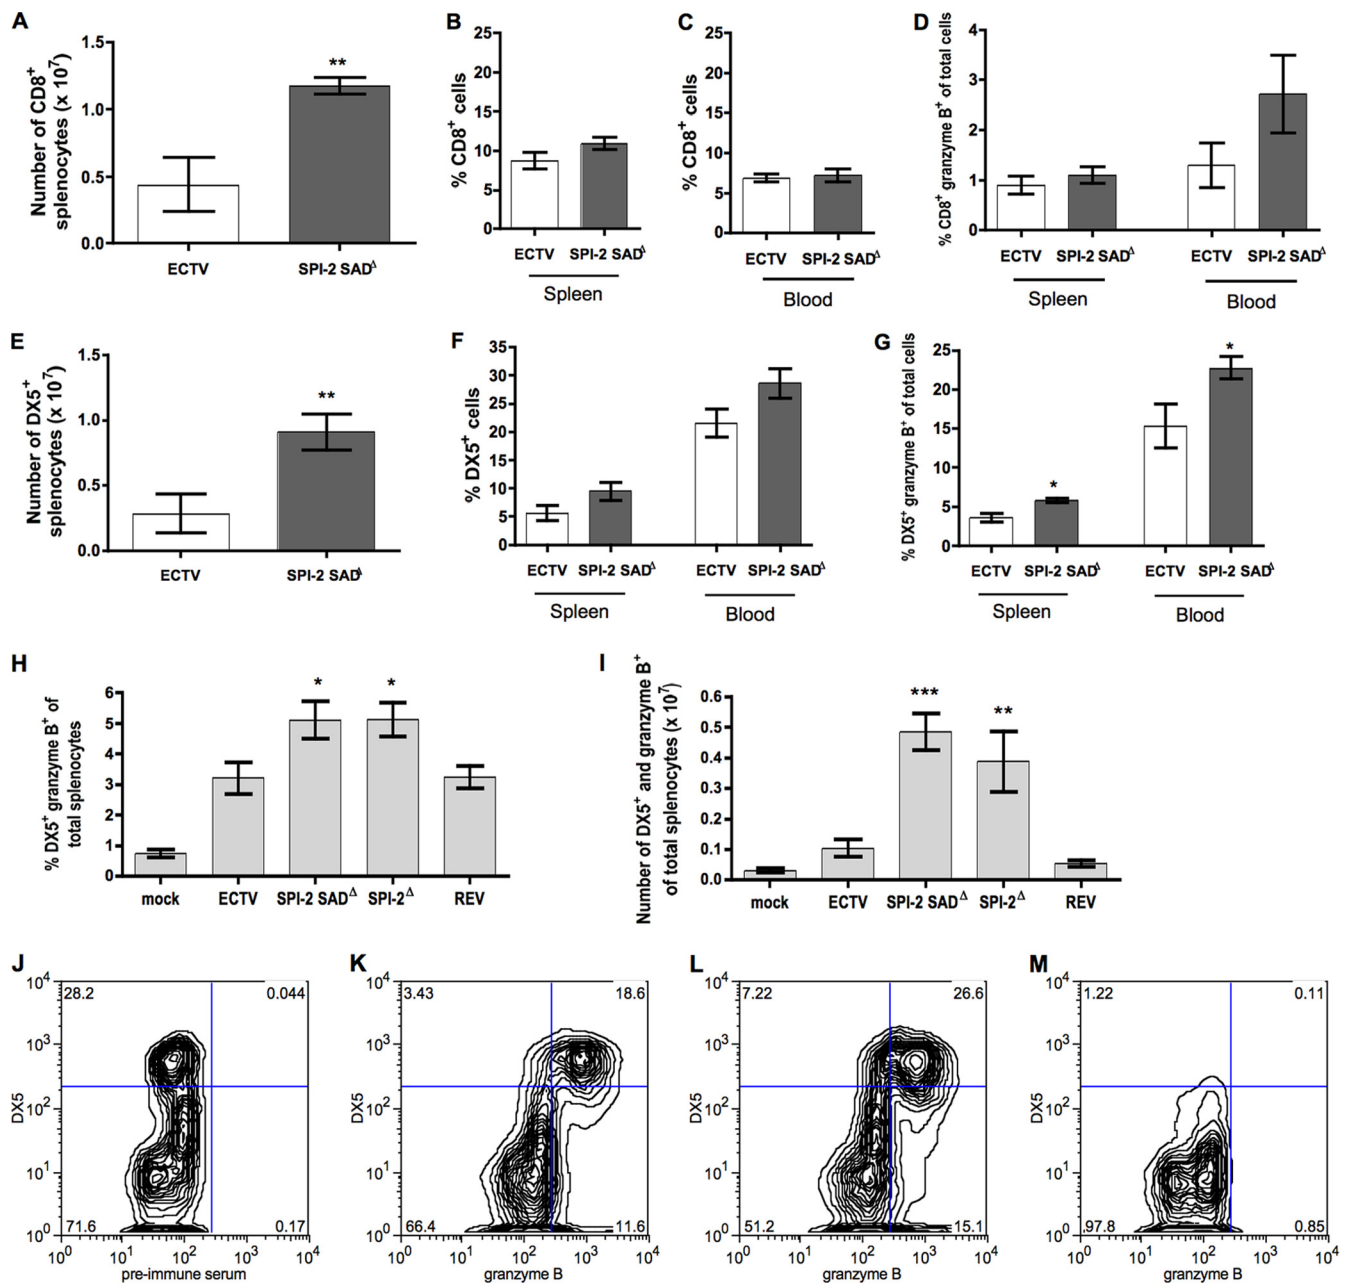 A
Number of CD8+
splenocytes (x 10^7)
1.5
1.0
0.5
0.0
**
ECTV
SPI-2 SAD^Δ
B
% CD8+ cells
25
20
15
10
5
0
ECTV
SPI-2 SAD^Δ
Spleen
C
% CD8+ cells
25
20
15
10
5
0
ECTV
SPI-2 SAD^Δ
Blood
D
% CD8+ granzyme B+ of total cells
4
3
2
1
0
ECTV
SPI-2 SAD^Δ
ECTV
SPI-2 SAD^Δ
Spleen
Blood
E
Number of DX5+
splenocytes (x 10^7)
1.5
1.0
0.5
0.0
**
ECTV
SPI-2 SAD^Δ
F
% DX5+ cells
35
30
25
20
15
10
5
0
ECTV
SPI-2 SAD^Δ
ECTV
SPI-2 SAD^Δ
Spleen
Blood
G
% DX5+ granzyme B+ of total cells
25
20
15
10
5
0
*
*
ECTV
SPI-2 SAD^Δ
ECTV
SPI-2 SAD^Δ
Spleen
Blood
H
% DX5+ granzyme B+ of
total splenocytes
6
5
4
3
2
1
0
*
*
mock
ECTV
SPI-2 SAD^Δ
SPI-2^Δ
REV
I
Number of DX5+ and granzyme B+
of total splenocytes (x 10^7)
0.6
0.5
0.4
0.3
0.2
0.1
0.0
***
**
mock
ECTV
SPI-2 SAD^Δ
SPI-2^Δ
REV
J
DX5
10^4
10^3
10^2
10^1
10^0
28.2
0.044
71.6
0.17
10^0
10^1
10^2
10^3
10^4
pre-immune serum
K
DX5
10^4
10^3
10^2
10^1
10^0
3.43
18.6
66.4
11.6
10^0
10^1
10^2
10^3
10^4
granzyme B
L
DX5
10^4
10^3
10^2
10^1
10^0
7.22
26.6
51.2
15.1
10^0
10^1
10^2
10^3
10^4
granzyme B
M
DX5
10^4
10^3
10^2
10^1
10^0
1.22
0.11
97.8
0.85
10^0
10^1
10^2
10^3
10^4
granzyme B